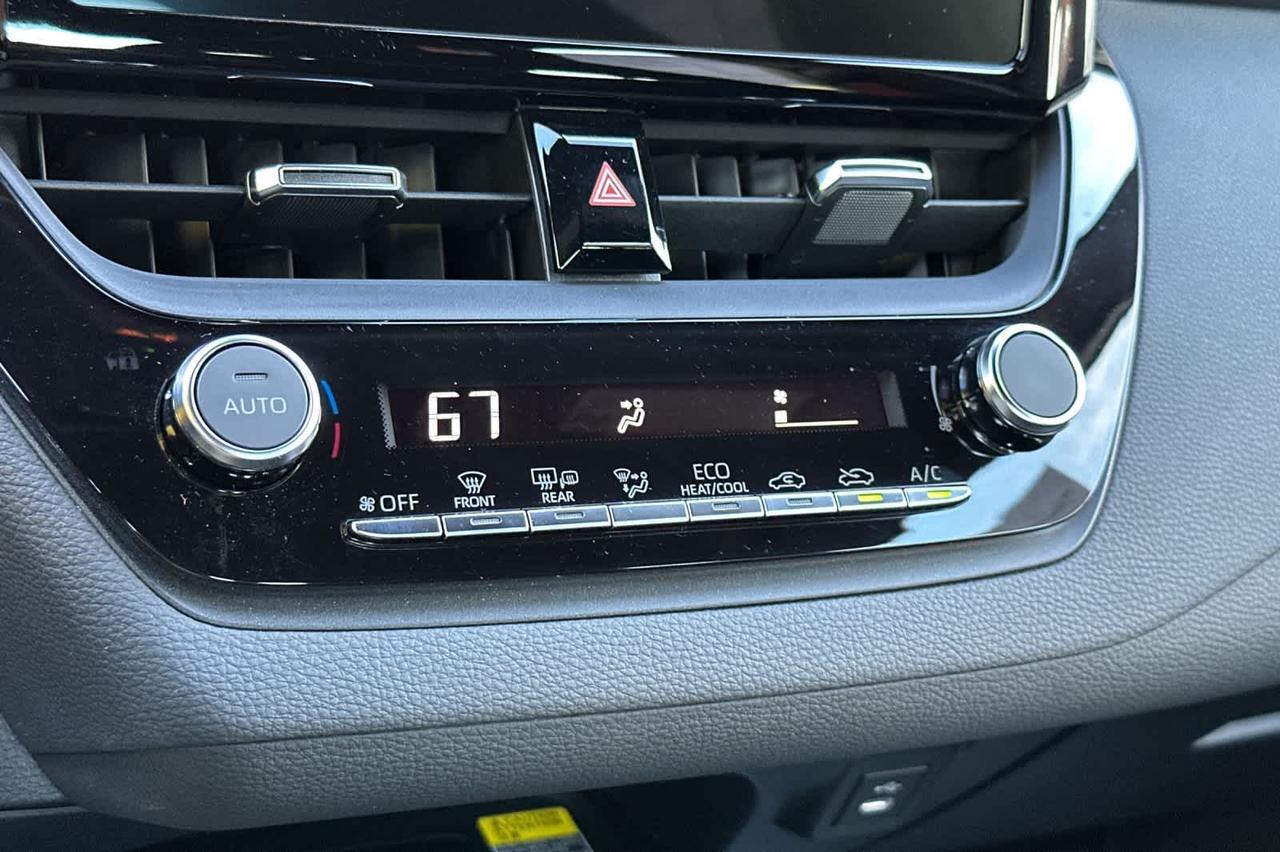 AUTO
67
OFF
FRONT
REAR
ECO
HEAT/COOL
A/C